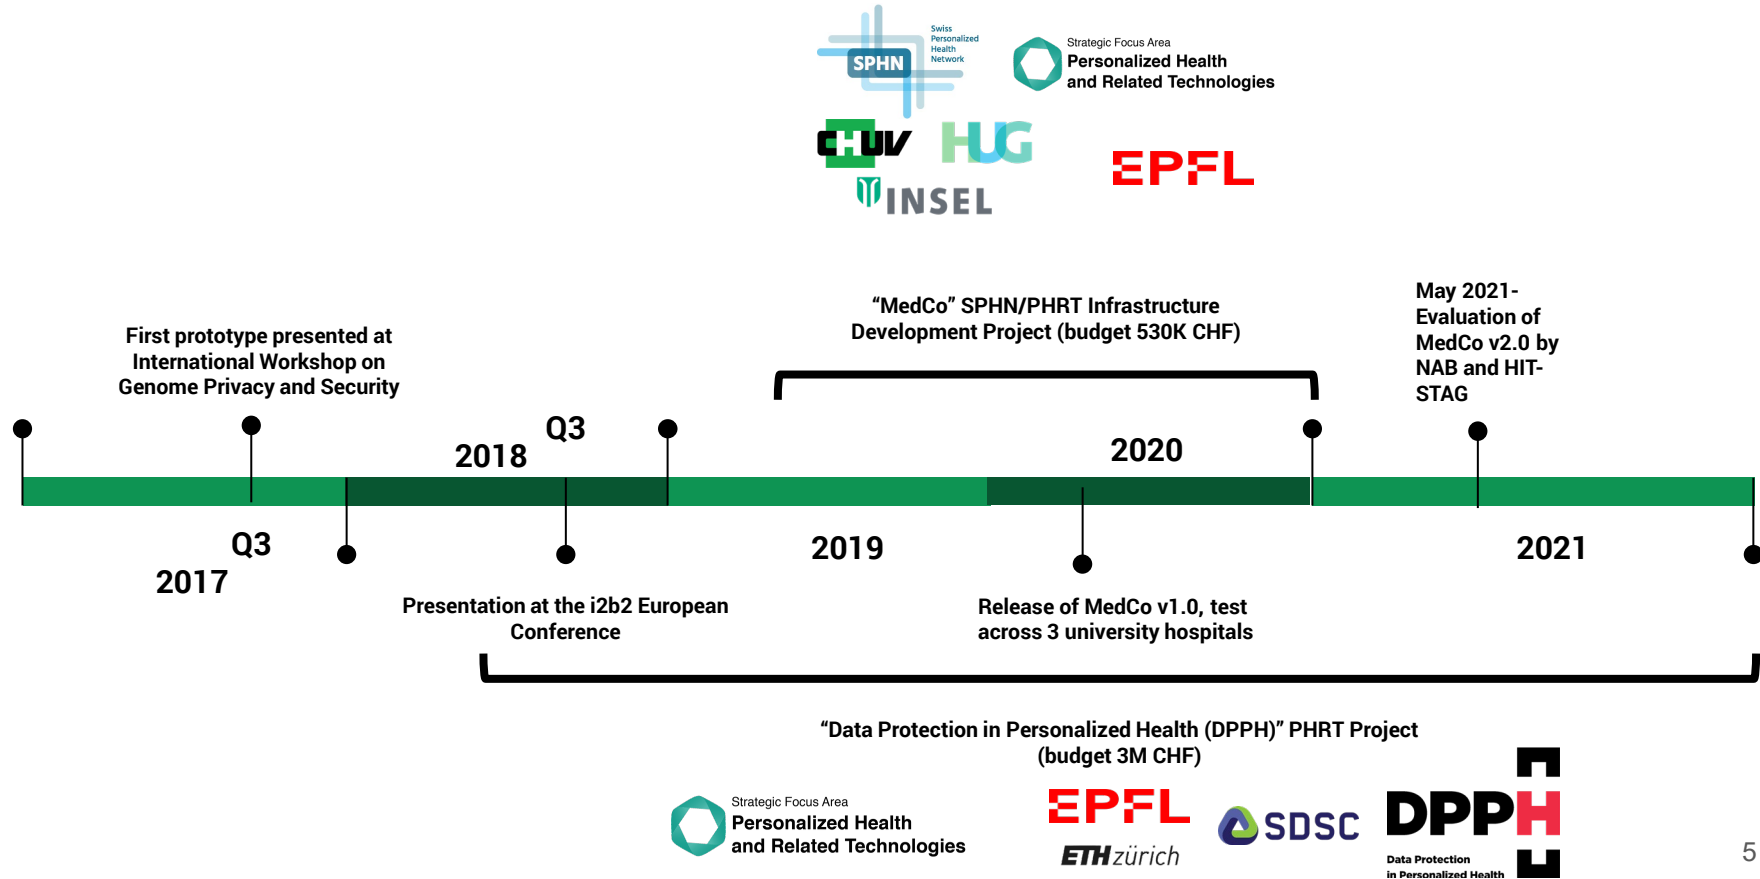 Swiss
Personalized
Health
Network
SPHN
Strategic Focus Area
Personalized Health
and Related Technologies
CHUV
HUG
EPFL
INSEL
“MedCo” SPHN/PHRT Infrastructure
Development Project (budget 530K CHF)
May 2021-
Evaluation of
MedCo v2.0 by
NAB and HIT-
STAG
First prototype presented at
International Workshop on
Genome Privacy and Security
Q3
2018
2020
Q3
2017
2019
2021
Presentation at the i2b2 European
Conference
Release of MedCo v1.0, test
across 3 university hospitals
“Data Protection in Personalized Health (DPPH)” PHRT Project
(budget 3M CHF)
Strategic Focus Area
Personalized Health
and Related Technologies
EPFL
ETH zürich
SDSC
DPPH
Data Protection
in Personalized Health
5